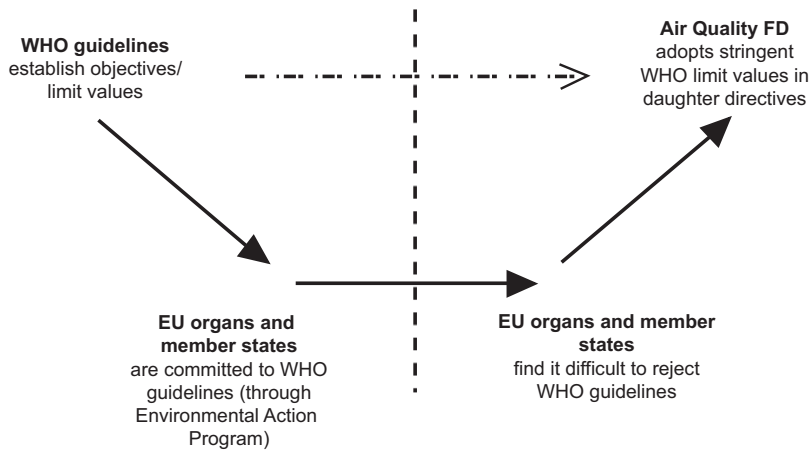 WHO guidelines
establish objectives/
limit values
Air Quality FD
adopts stringent
WHO limit values in
daughter directives
EU organs and
member states
are committed to WHO
guidelines (through
Environmental Action
Program)
EU organs and member
states
find it difficult to reject
WHO guidelines